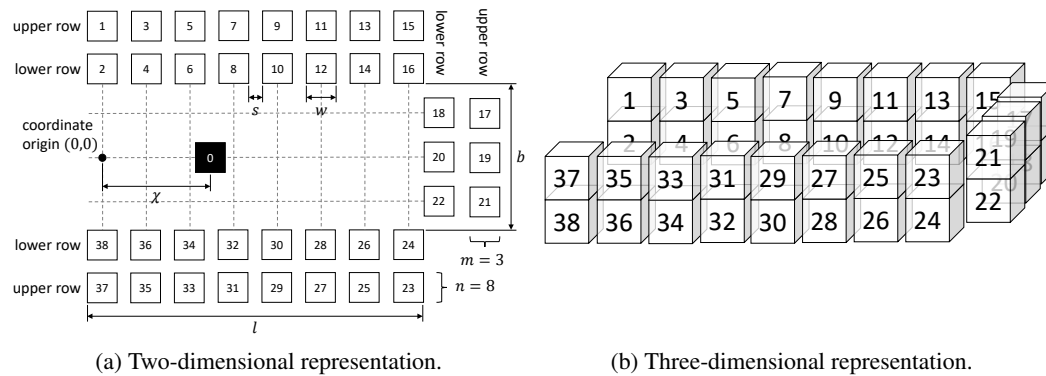 upper row 1 3 5 7 9 11 13 15
lower row 2 4 6 8 10 12 14 16
lower row
upper row
s w
18 17
coordinate
origin (0,0)
0
20 19
b
χ
22 21
lower row 38 36 34 32 30 28 26 24
m = 3
upper row 37 35 33 31 29 27 25 23
n = 8
l
(a) Two-dimensional representation.
1 3 5 7 9 11 13 15
2 4 6 8 10 12 14
19
21
20
22
37 35 33 31 29 27 25 23
38 36 34 32 30 28 26 24
(b) Three-dimensional representation.